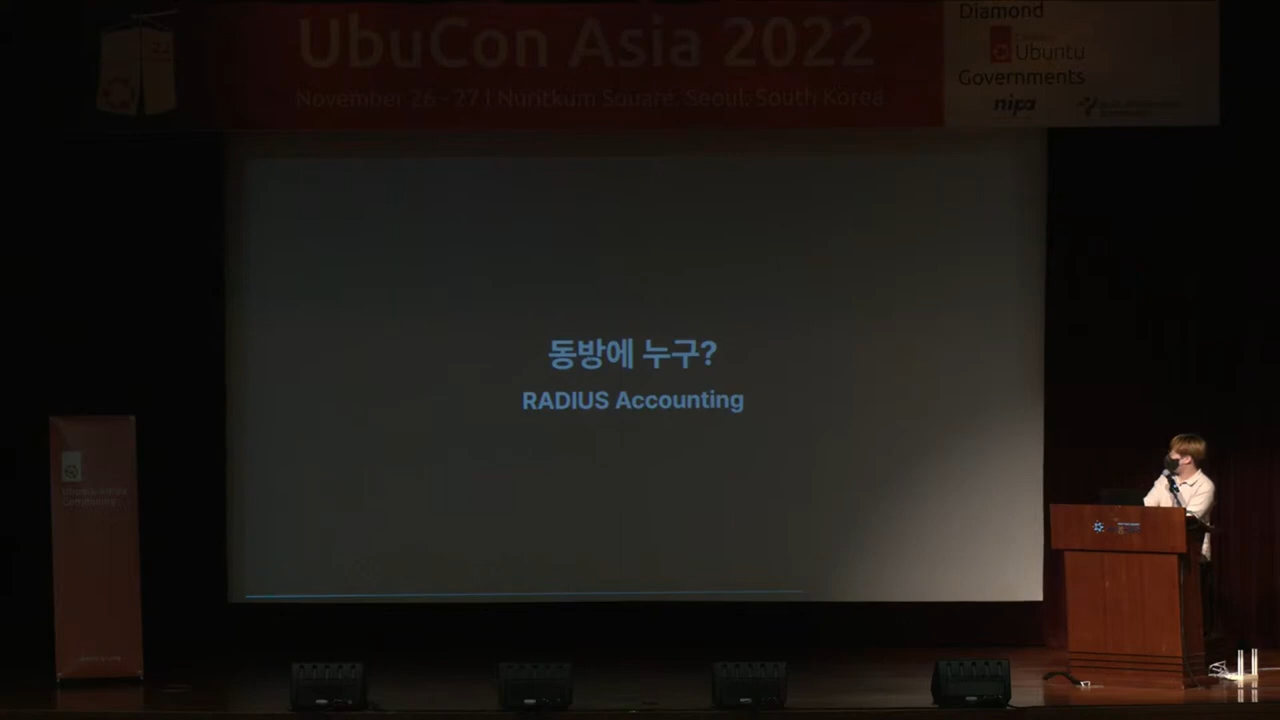 UbuCon Asia 2022
November 26 - 27 | Nuritkum Square, Seoul, South Korea
Diamond
Ubuntu
Governments
nipa
동방에 누구?
RADIUS Accounting